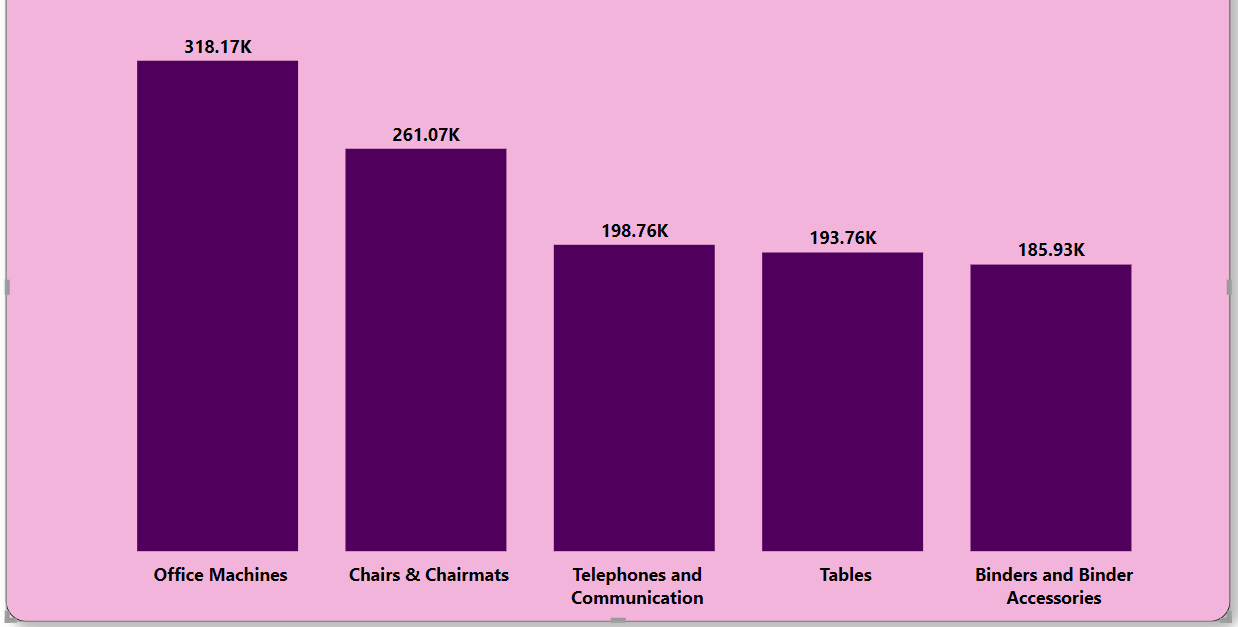 318.17K
261.07K
198.76K
193.76K
185.93K
Office Machines
Chairs & Chairmats
Telephones and
Communication
Tables
Binders and Binder
Accessories